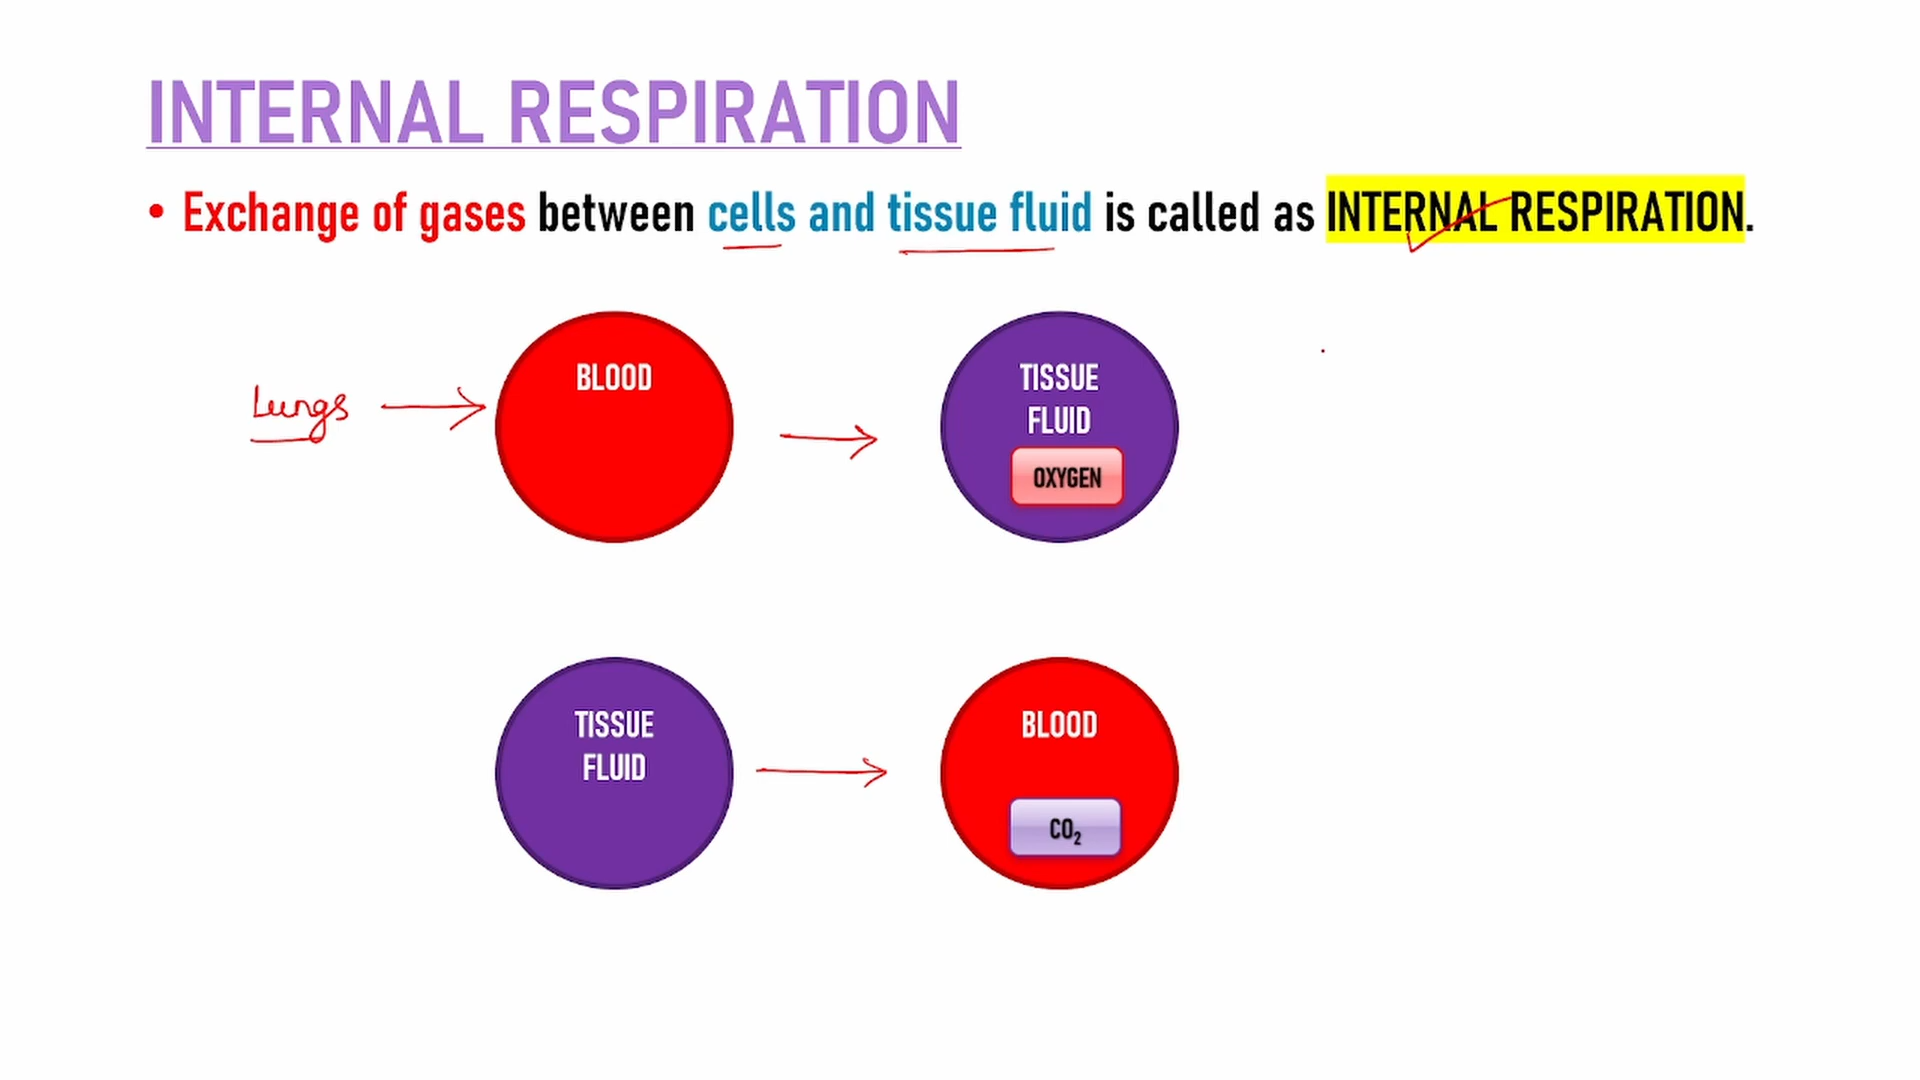 INTERNAL RESPIRATION
• Exchange of gases between cells and tissue fluid is called as INTERNAL RESPIRATION.
Lungs
BLOOD
TISSUE
FLUID
OXYGEN
TISSUE
FLUID
BLOOD
CO₂